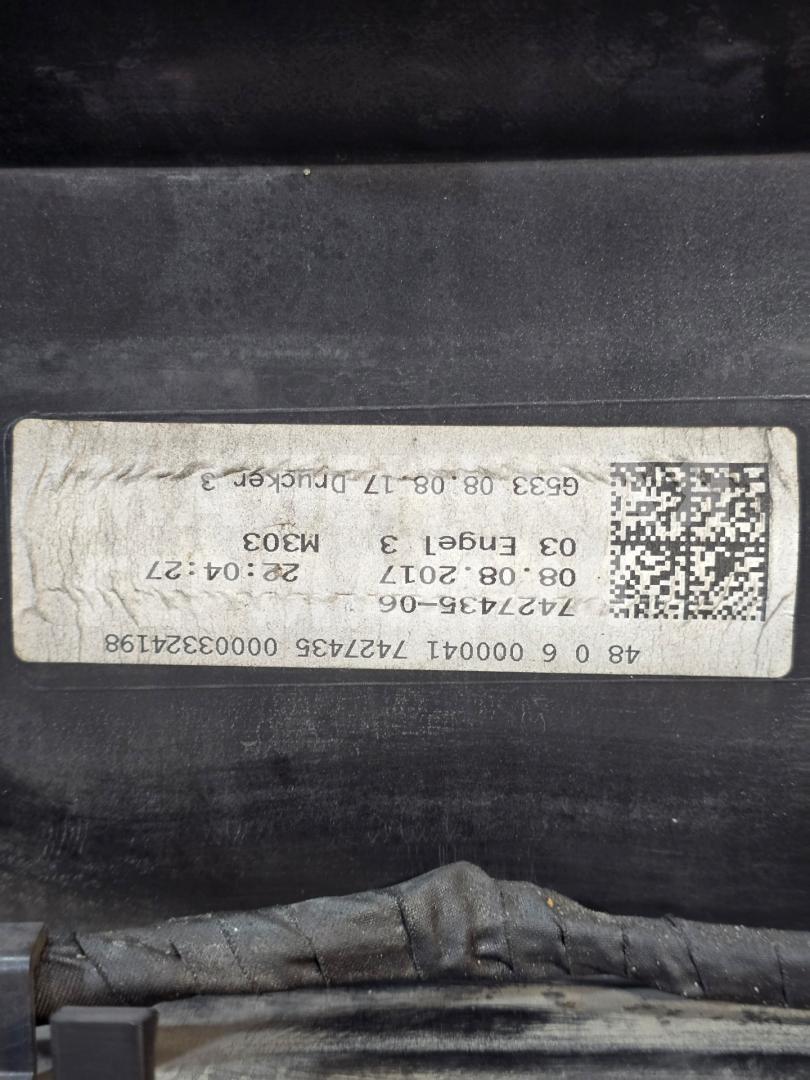 48 0 6 000041 7427435 00003324198
7427435-06
08.08.2017 22:04:27
03 Engel 3 M303
G533 08.08.17 Drucker 3